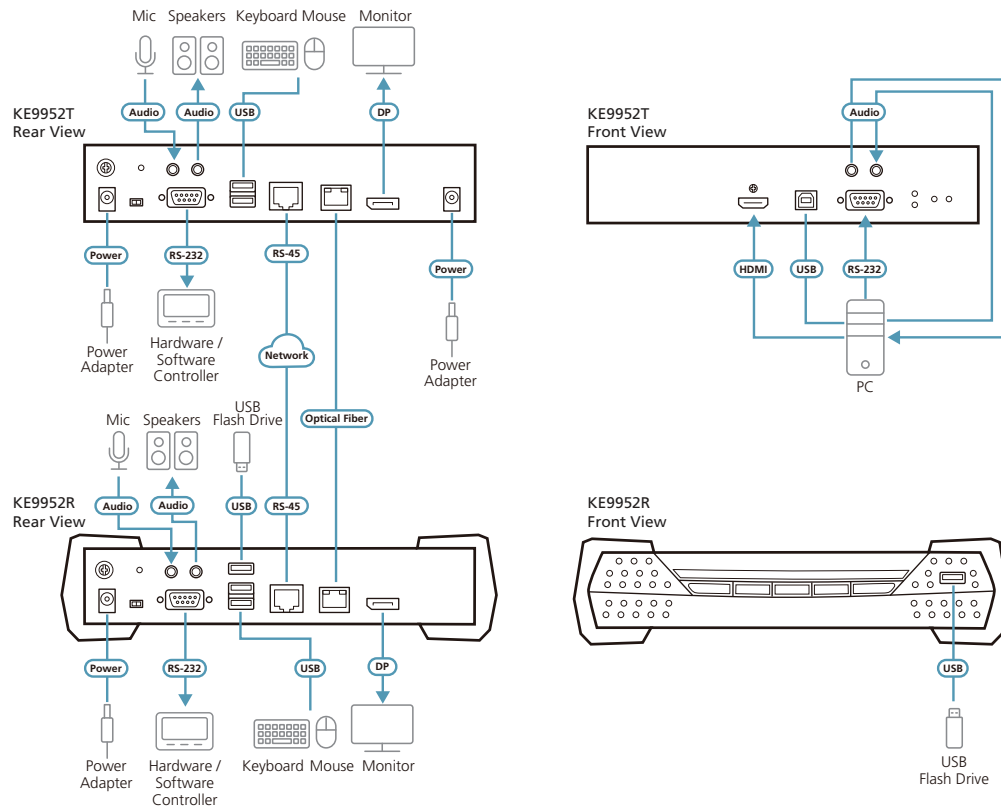 Mic Speakers Keyboard Mouse Monitor
Audio Audio USB DP
KE9952T
Rear View
Power RS-232 RS-45 Power
Power
Adapter
Hardware /
Software
Controller
Network
Power
Adapter
Optical Fiber
KE9952T
Front View
Audio
HDMI USB RS-232
PC
Mic Speakers USB
Flash Drive
KE9952R
Rear View
Audio Audio USB RS-45
Power RS-232 USB DP
Power
Adapter
Hardware /
Software
Controller
Keyboard Mouse Monitor
KE9952R
Front View
USB
USB
Flash Drive